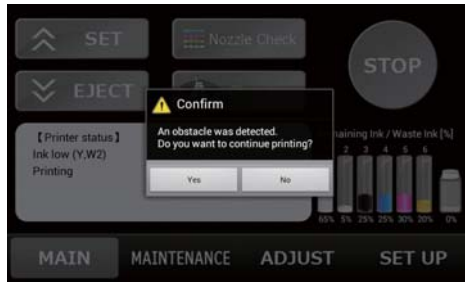 SET
Nozzle Check
STOP
EJECT
Confirm
An obstacle was detected.
Do you want to continue printing?
Yes
No
【Printer status】
Ink low (Y,W2)
Printing
aining Ink / Waste Ink [%]
2 3 4 5 6
65% 5% 25% 25% 30% 20% 0%
MAIN MAINTENANCE ADJUST SET UP